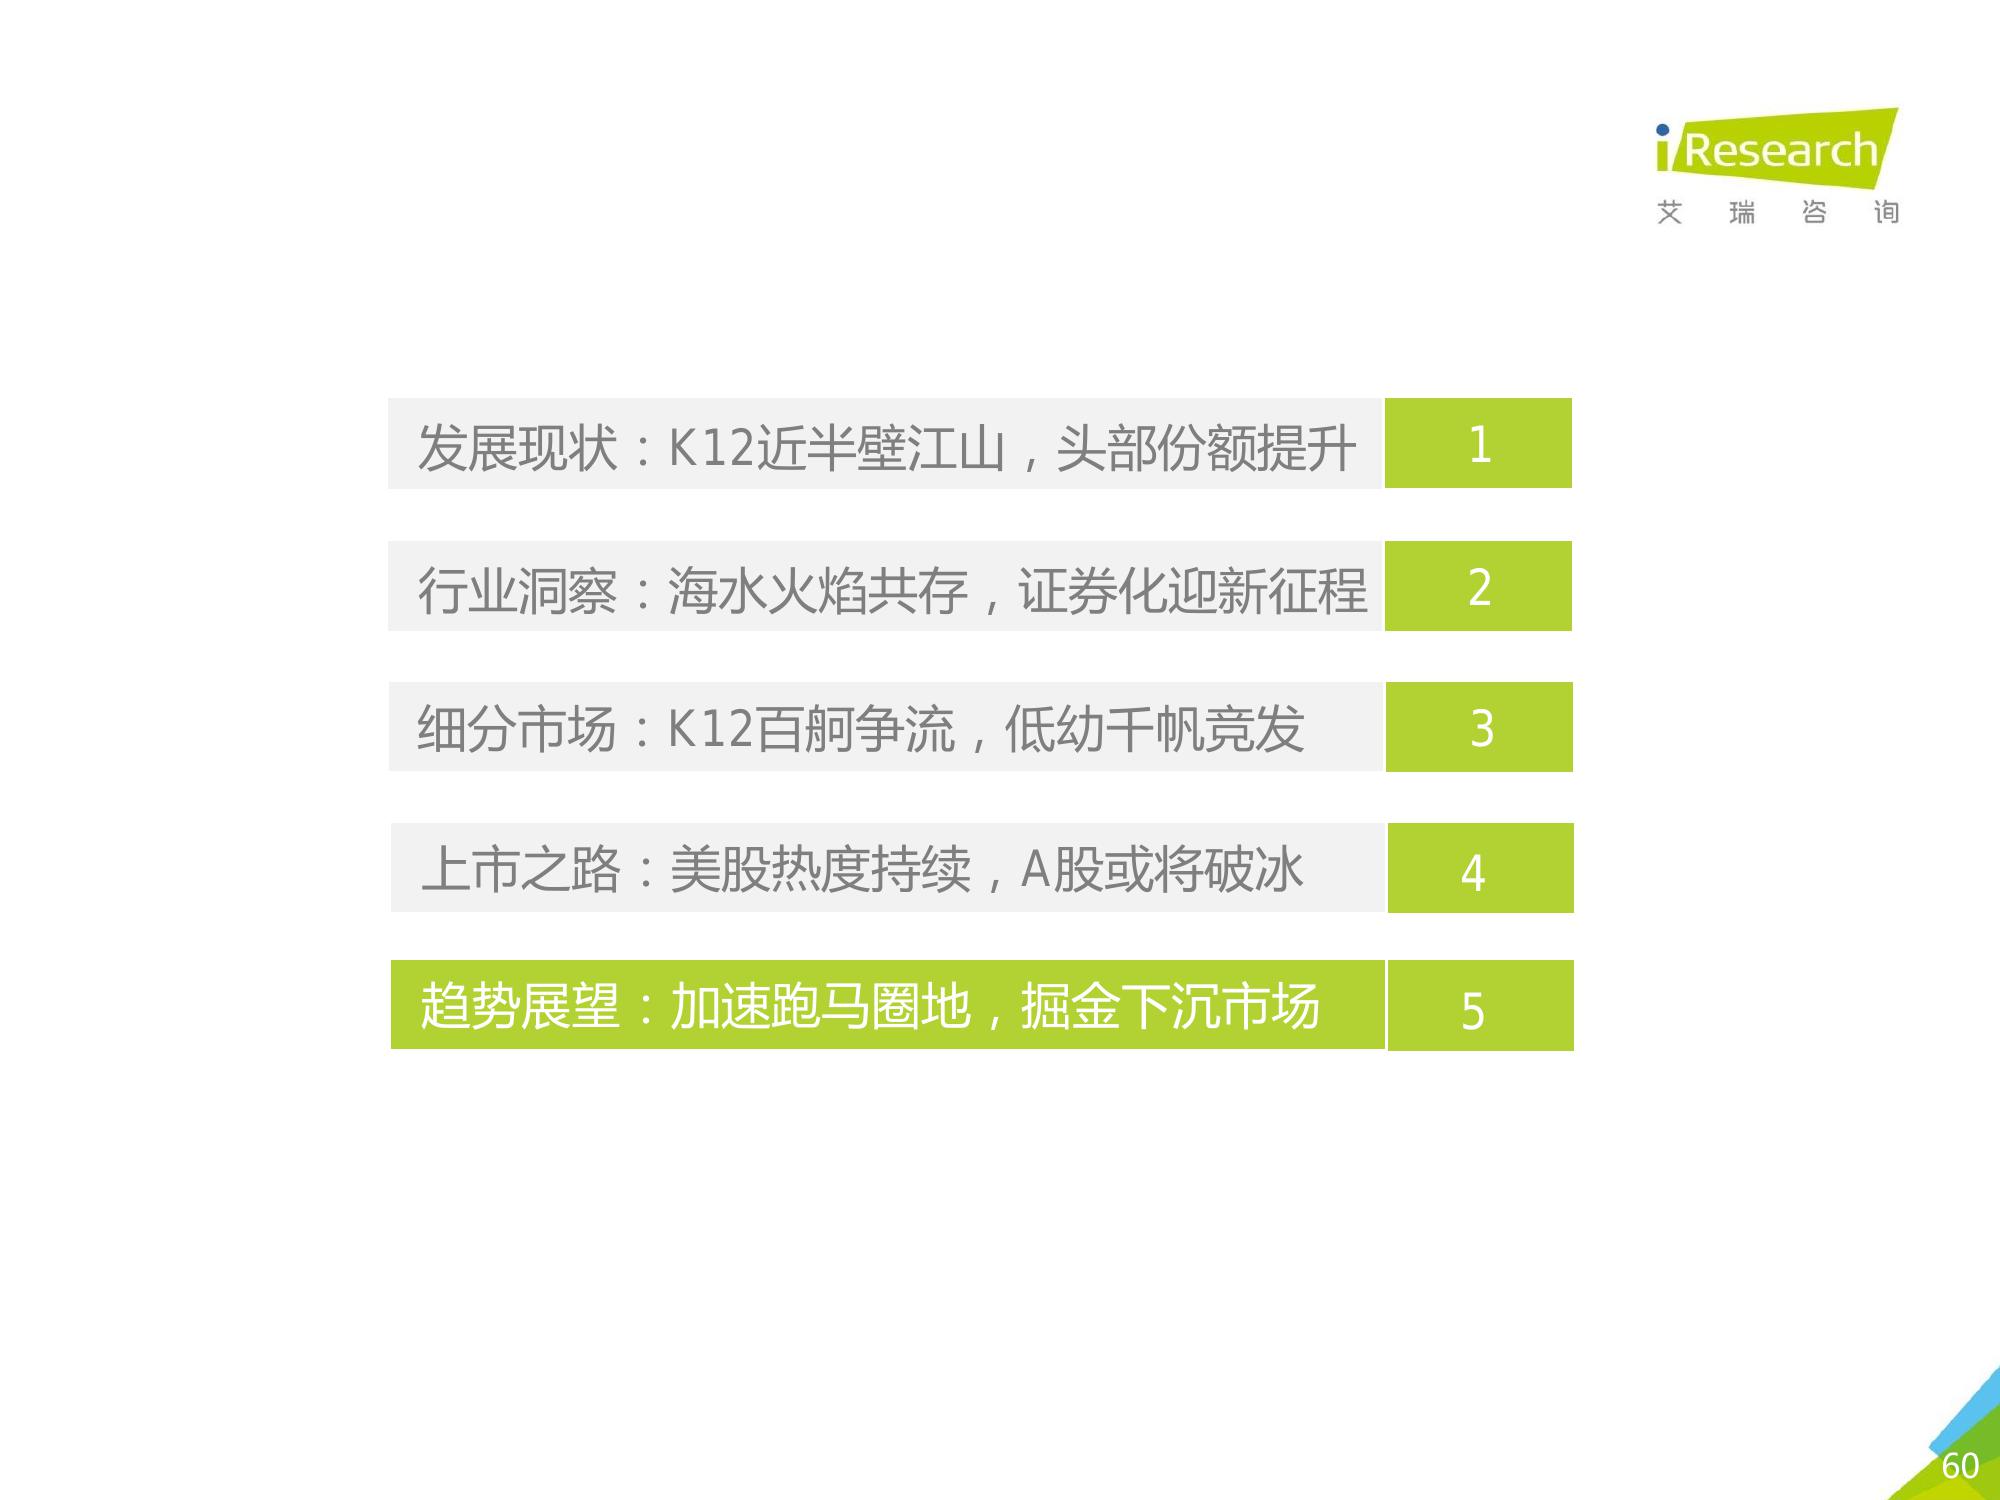 iResearch
艾瑞咨询
发展现状：K12近半壁江山，头部份额提升 1
行业洞察：海水火焰共存，证券化迎新征程 2
细分市场：K12百舸争流，低幼千帆竞发 3
上市之路：美股热度持续，A股或将破冰 4
趋势展望：加速跑马圈地，掘金下沉市场 5
60